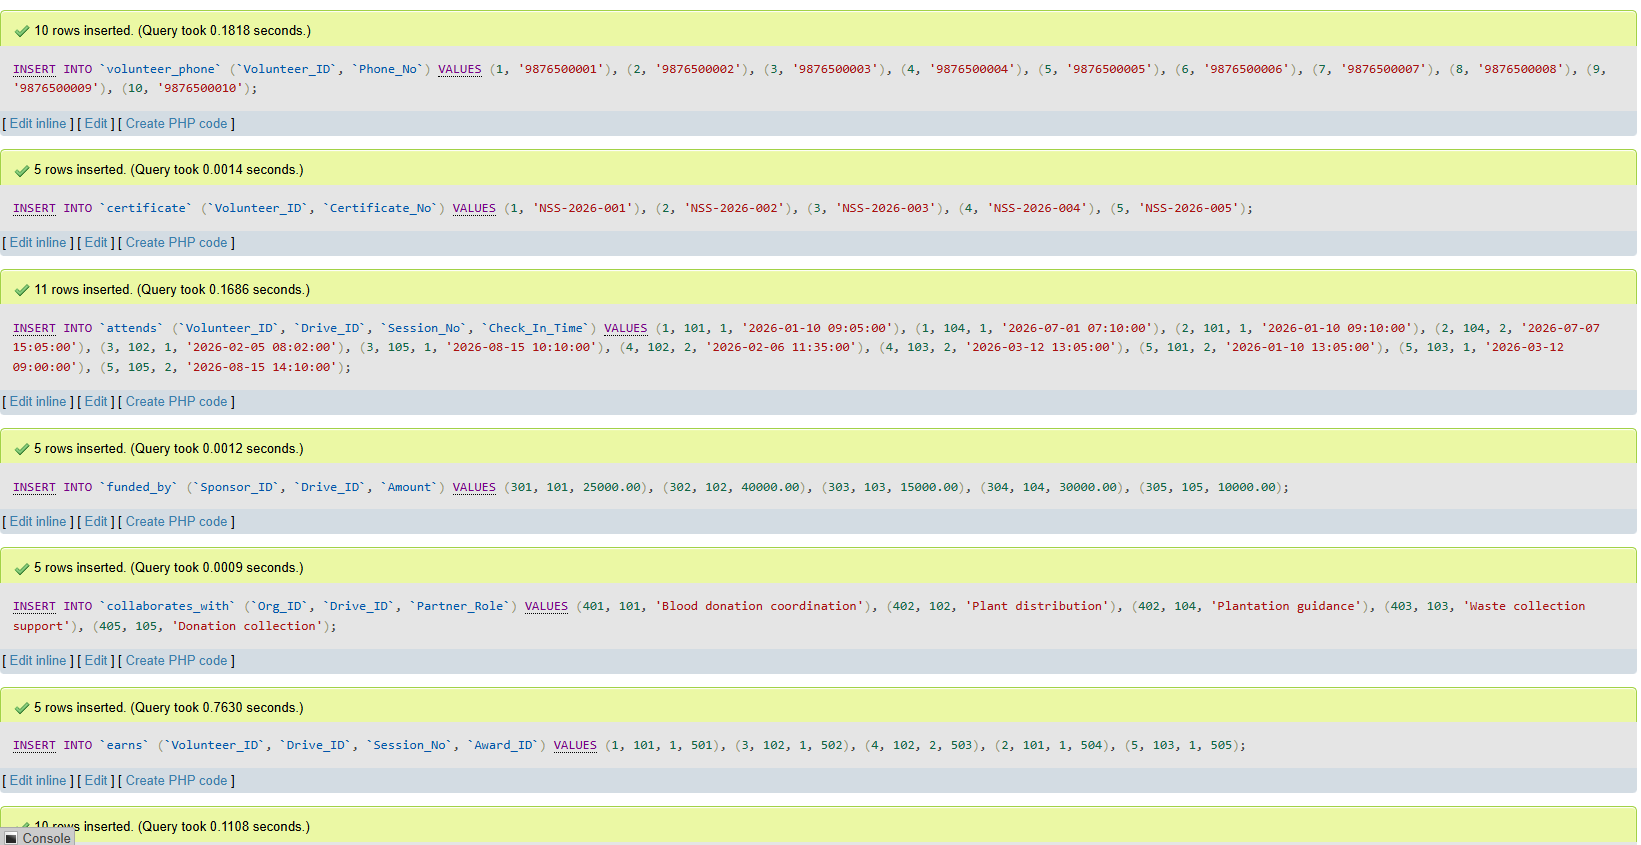 10 rows inserted. (Query took 0.1818 seconds.)
INSERT INTO `volunteer_phone` (`Volunteer_ID`, `Phone_No`) VALUES (1, '9876500001'), (2, '9876500002'), (3, '9876500003'), (4, '9876500004'), (5, '9876500005'), (6, '9876500006'), (7, '9876500007'), (8, '9876500008'), (9,
'9876500009'), (10, '9876500010');
[ Edit inline ] [ Edit ] [ Create PHP code ]
5 rows inserted. (Query took 0.0014 seconds.)
INSERT INTO `certificate` (`Volunteer_ID`, `Certificate_No`) VALUES (1, 'NSS-2026-001'), (2, 'NSS-2026-002'), (3, 'NSS-2026-003'), (4, 'NSS-2026-004'), (5, 'NSS-2026-005');
[ Edit inline ] [ Edit ] [ Create PHP code ]
11 rows inserted. (Query took 0.1686 seconds.)
INSERT INTO `attends` (`Volunteer_ID`, `Drive_ID`, `Session_No`, `Check_In_Time`) VALUES (1, 101, 1, '2026-01-10 09:05:00'), (1, 104, 1, '2026-07-01 07:10:00'), (2, 101, 1, '2026-01-10 09:10:00'), (2, 104, 2, '2026-07-07
15:05:00'), (3, 102, 1, '2026-02-05 08:02:00'), (3, 105, 1, '2026-08-15 10:10:00'), (4, 102, 2, '2026-02-06 11:35:00'), (4, 103, 2, '2026-03-12 13:05:00'), (5, 101, 2, '2026-01-10 13:05:00'), (5, 103, 1, '2026-03-12
09:00:00'), (5, 105, 2, '2026-08-15 14:10:00');
[ Edit inline ] [ Edit ] [ Create PHP code ]
5 rows inserted. (Query took 0.0012 seconds.)
INSERT INTO `funded_by` (`Sponsor_ID`, `Drive_ID`, `Amount`) VALUES (301, 101, 25000.00), (302, 102, 40000.00), (303, 103, 15000.00), (304, 104, 30000.00), (305, 105, 10000.00);
[ Edit inline ] [ Edit ] [ Create PHP code ]
5 rows inserted. (Query took 0.0009 seconds.)
INSERT INTO `collaborates_with` (`Org_ID`, `Drive_ID`, `Partner_Role`) VALUES (401, 101, 'Blood donation coordination'), (402, 102, 'Plant distribution'), (402, 104, 'Plantation guidance'), (403, 103, 'Waste collection
support'), (405, 105, 'Donation collection');
[ Edit inline ] [ Edit ] [ Create PHP code ]
5 rows inserted. (Query took 0.7630 seconds.)
INSERT INTO `earns` (`Volunteer_ID`, `Drive_ID`, `Session_No`, `Award_ID`) VALUES (1, 101, 1, 501), (3, 102, 1, 502), (4, 102, 2, 503), (2, 101, 1, 504), (5, 103, 1, 505);
[ Edit inline ] [ Edit ] [ Create PHP code ]
10 rows inserted. (Query took 0.1108 seconds.)
Console